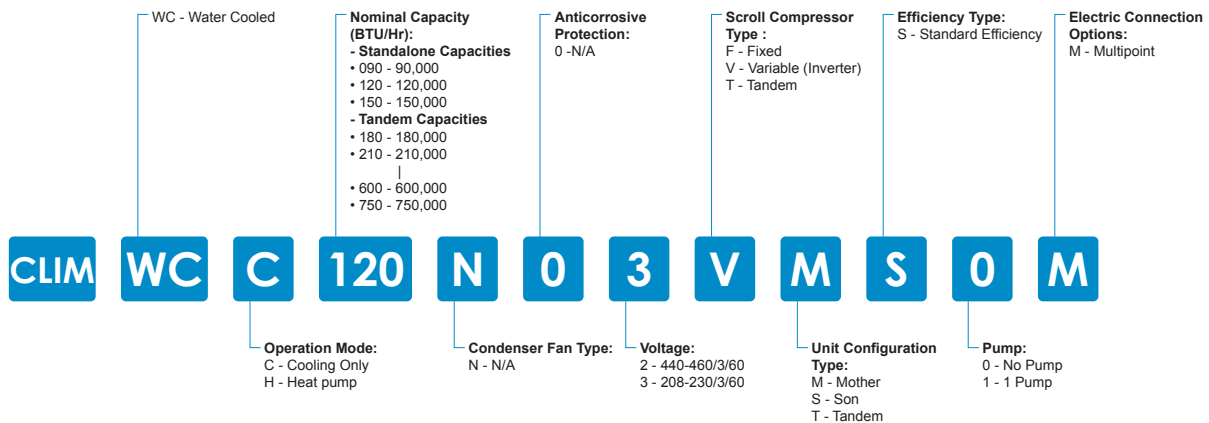 WC - Water Cooled
Nominal Capacity
(BTU/Hr):
- Standalone Capacities
• 090 - 90,000
• 120 - 120,000
• 150 - 150,000
- Tandem Capacities
• 180 - 180,000
• 210 - 210,000
|
• 600 - 600,000
• 750 - 750,000
Anticorrosive
Protection:
0 -N/A
Scroll Compressor
Type :
F - Fixed
V - Variable (Inverter)
T - Tandem
Efficiency Type:
S - Standard Efficiency
Electric Connection
Options:
M - Multipoint
CLIM WC C 120 N 0 3 V M S 0 M
Operation Mode:
C - Cooling Only
H - Heat pump
Condenser Fan Type:
N - N/A
Voltage:
2 - 440-460/3/60
3 - 208-230/3/60
Unit Configuration
Type:
M - Mother
S - Son
T - Tandem
Pump:
0 - No Pump
1 - 1 Pump